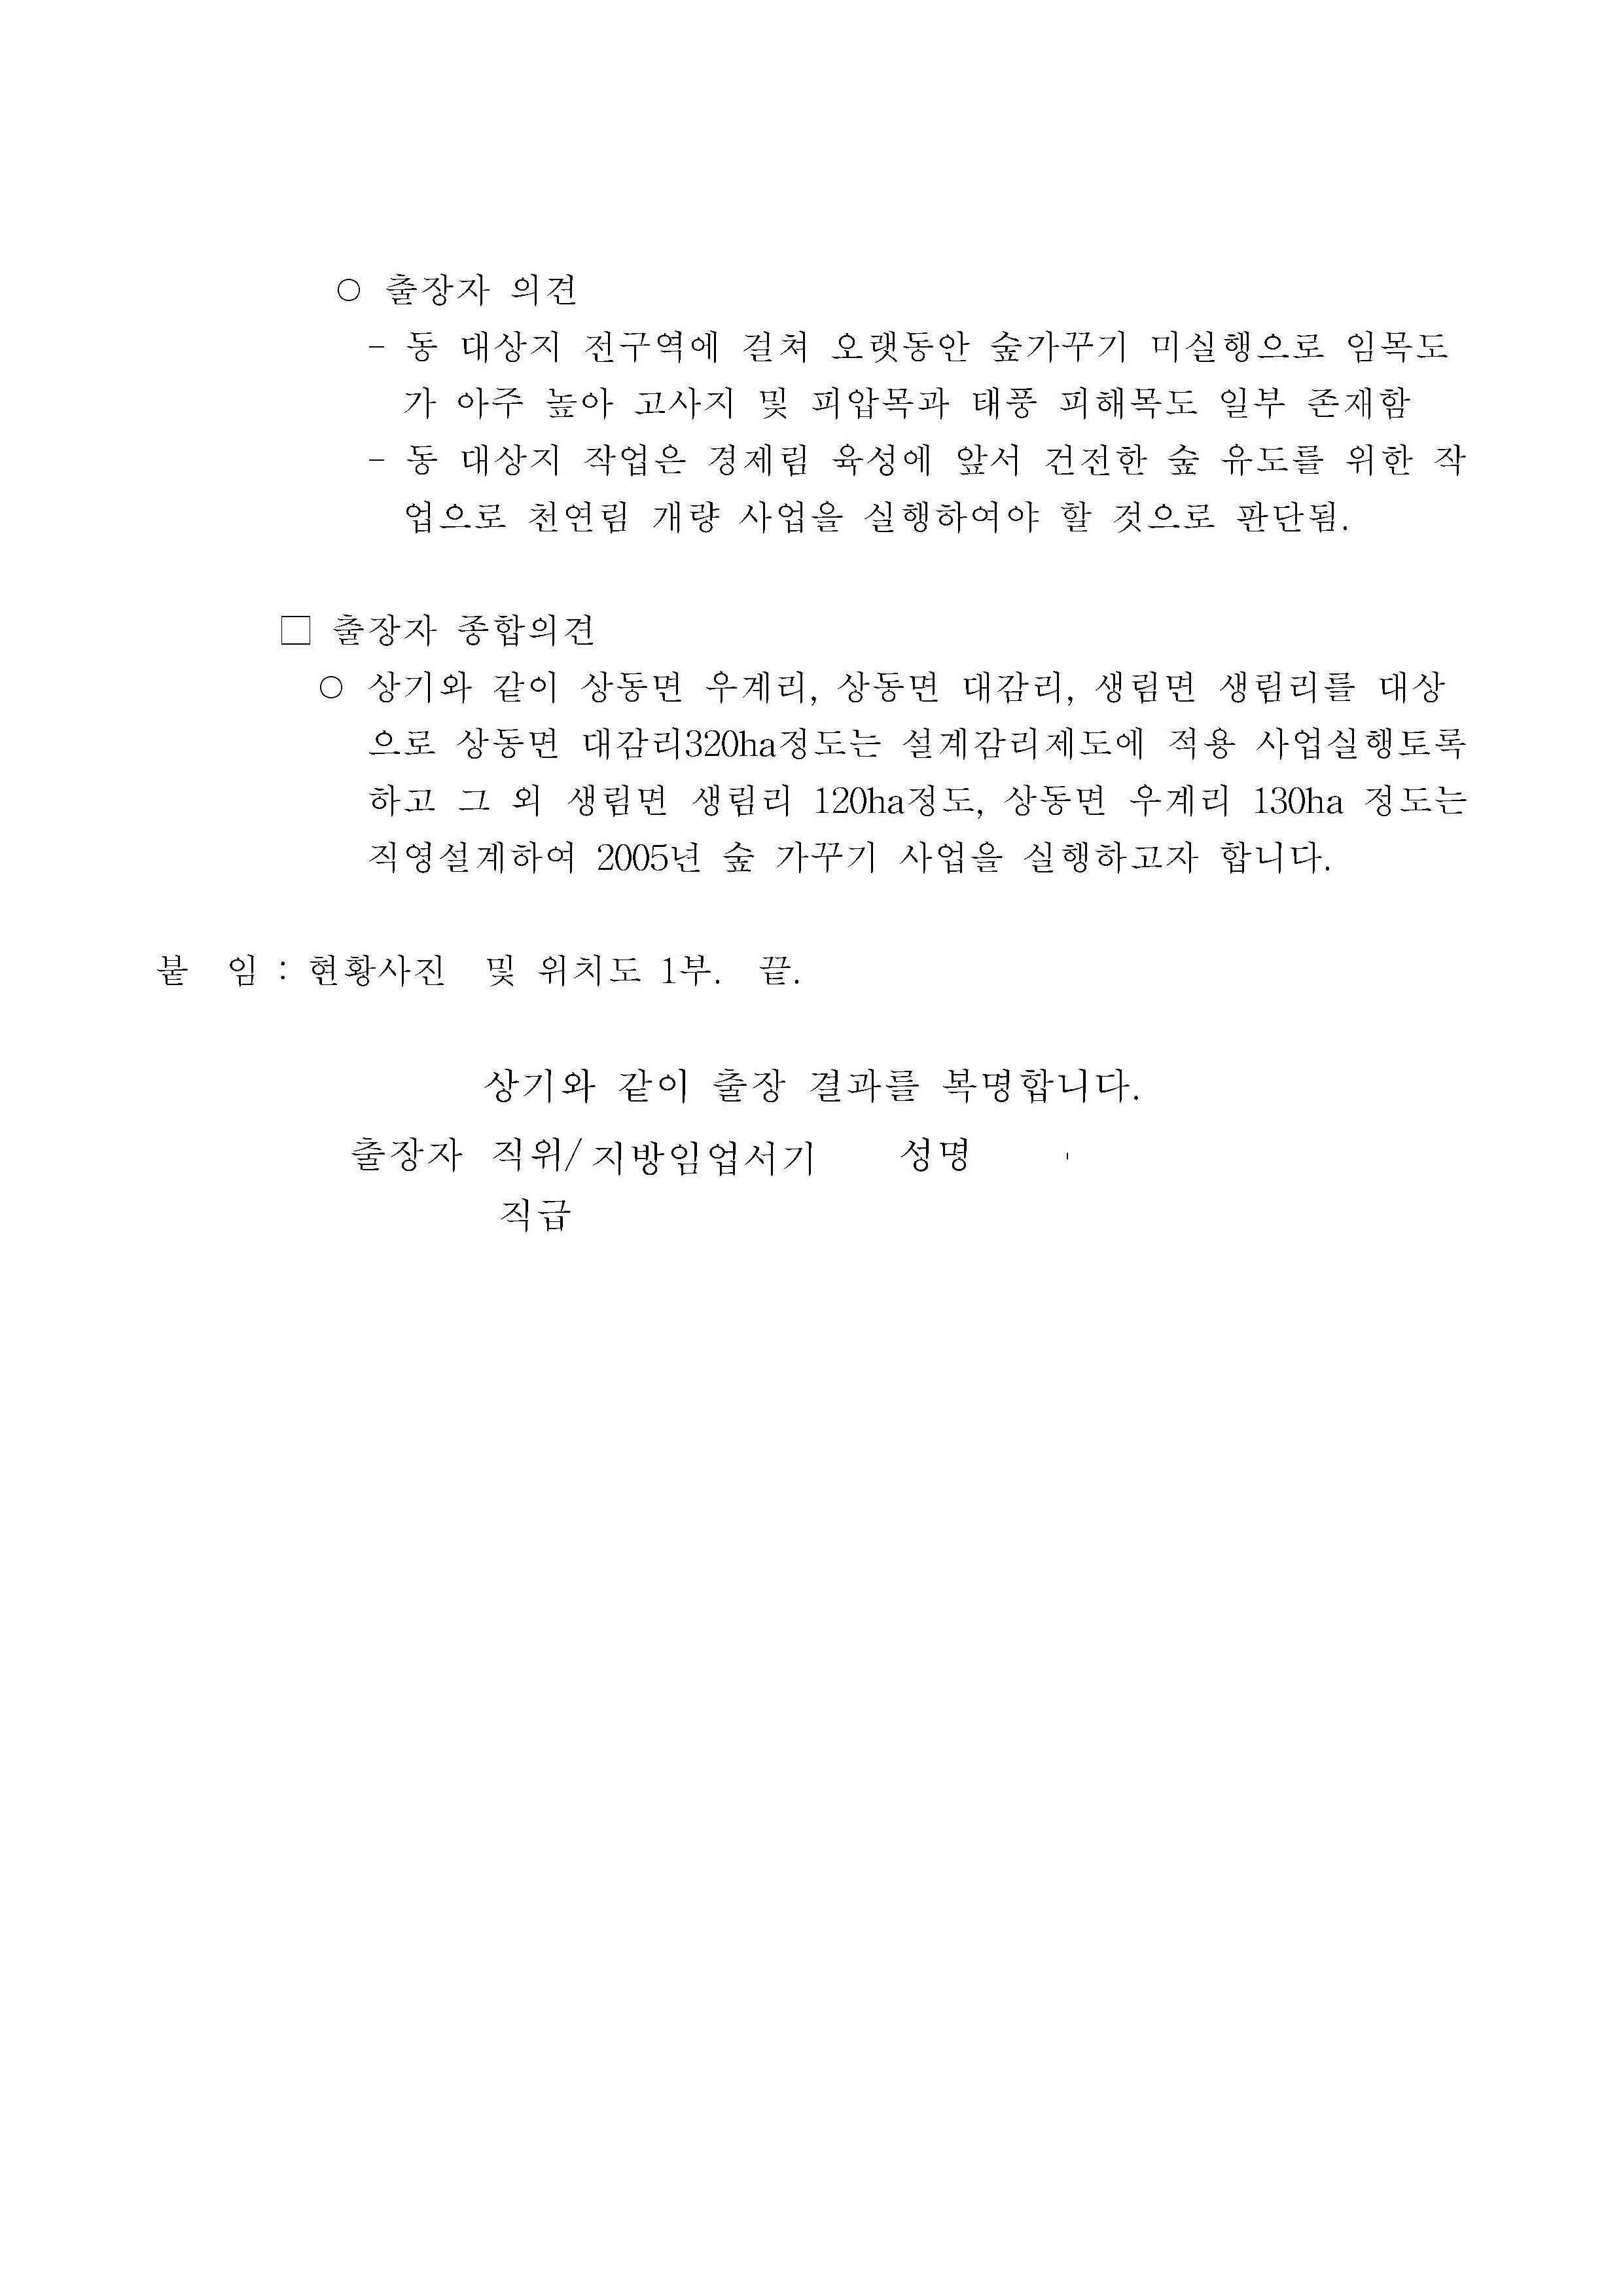 ○ 출장자 의견
- 동 대상지 전구역에 걸쳐 오랫동안 숲가꾸기 미실행으로 임목도
가 아주 높아 고사지 및 피압목과 태풍 피해목도 일부 존재함
- 동 대상지 작업은 경제림 육성에 앞서 건전한 숲 유도를 위한 작
업으로 천연림 개량 사업을 실행하여야 할 것으로 판단됨.
□ 출장자 종합의견
○ 상기와 같이 상동면 우계리, 상동면 대감리, 생림면 생림리를 대상
으로 상동면 대감리320ha정도는 설계감리제도에 적용 사업실행토록
하고 그 외 생림면 생림리 120ha정도, 상동면 우계리 130ha 정도는
직영설계하여 2005년 숲 가꾸기 사업을 실행하고자 합니다.
붙 임 : 현황사진 및 위치도 1부. 끝.
상기와 같이 출장 결과를 복명합니다.
출장자 직위/ 지방임업서기 성명
직급